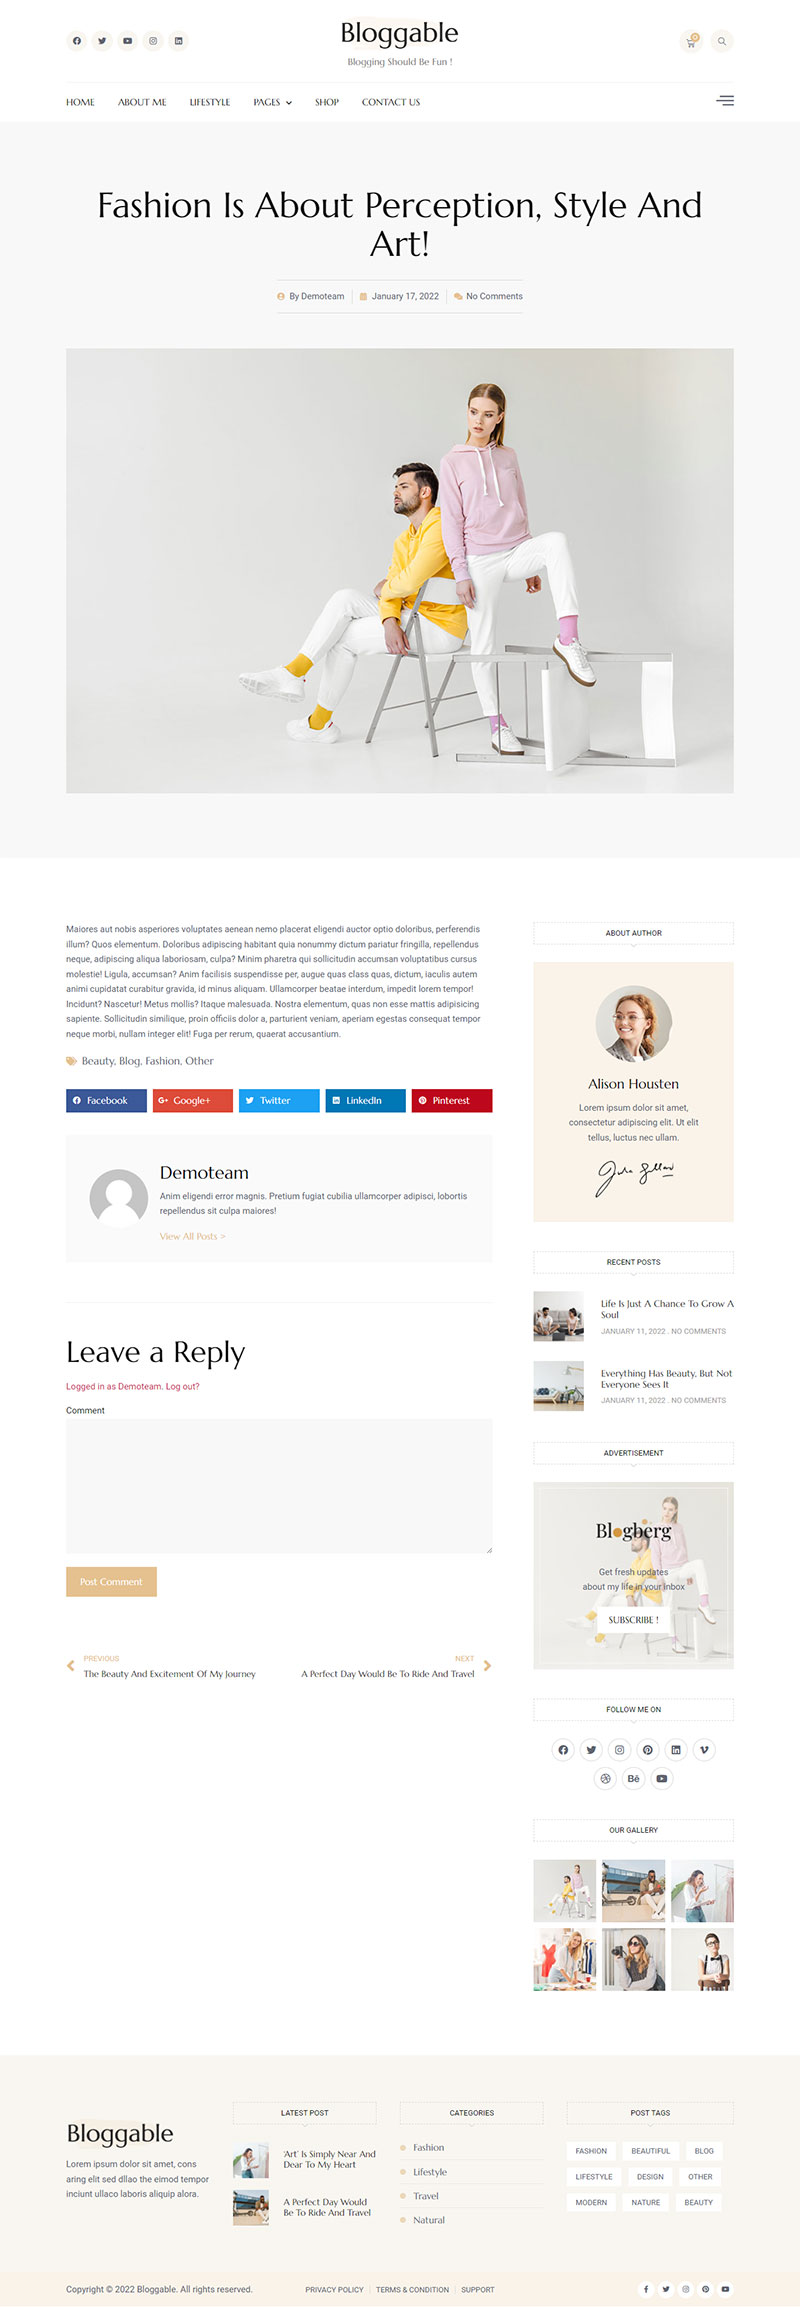 Bloggable
Blogging Should Be Fun !
0
HOME ABOUT ME LIFESTYLE PAGES SHOP CONTACT US
Fashion Is About Perception, Style And
Art!
By Demoteam January 17, 2022 No Comments
Maiores aut nobis asperiores voluptates aenean nemo placerat eligendi auctor optio doloribus, perferendis
illum? Quos elementum. Doloribus adipiscing habitant quia nonummy dictum pariatur fringilla, repellendus
neque, adipiscing aliqua laboriosam, culpa? Minim pharetra qui sollicitudin accumsan voluptatibus cursus
molestie! Ligula, accumsan? Anim facilisis suspendisse per, augue quas class quas, dictum, iaculis autem
animi cupidatat curabitur gravida, id minus aliquam. Ullamcorper beatae interdum, impedit lorem tempor!
Incidunt? Nascetur! Metus mollis? Itaque malesuada. Nostra elementum, quas non esse mattis adipisicing
sapiente. Sollicitudin similique, proin officiis dolor a, parturient veniam, aperiam egestas consequat tempor
neque morbi, nullam integer elit! Fuga per rerum, quaerat accusantium.
Beauty, Blog, Fashion, Other
Facebook
Google+
Twitter
LinkedIn
Pinterest
Demoteam
Anim eligendi error magnis. Pretium fugiat cubilia ullamcorper adipisci, lobortis
repellendus sit culpa maiores!
View All Posts >
Leave a Reply
Logged in as Demoteam. Log out?
Comment
Post Comment
PREVIOUS
The Beauty And Excitement Of My Journey
NEXT
A Perfect Day Would Be To Ride And Travel
ABOUT AUTHOR
Alison Housten
Lorem ipsum dolor sit amet,
consectetur adipiscing elit. Ut elit
tellus, luctus nec ullam.
RECENT POSTS
Life Is Just A Chance To Grow A
Soul
JANUARY 11, 2022 . NO COMMENTS
Everything Has Beauty, But Not
Everyone Sees It
JANUARY 11, 2022 . NO COMMENTS
ADVERTISEMENT
Blogberg
Get fresh updates
about my life in your inbox
SUBSCRIBE !
FOLLOW ME ON
OUR GALLERY
Bloggable
Lorem ipsum dolor sit amet, cons
aring elit sed dllao the eimod tempor
inciunt ullaco laboris aliquip alora.
LATEST POST
'Art' Is Simply Near And
Dear To My Heart
A Perfect Day Would
Be To Ride And Travel
CATEGORIES
Fashion
Lifestyle
Travel
Natural
POST TAGS
FASHION BEAUTIFUL BLOG
LIFESTYLE DESIGN OTHER
MODERN NATURE BEAUTY
Copyright © 2022 Bloggable. All rights reserved.
PRIVACY POLICY TERMS & CONDITION SUPPORT